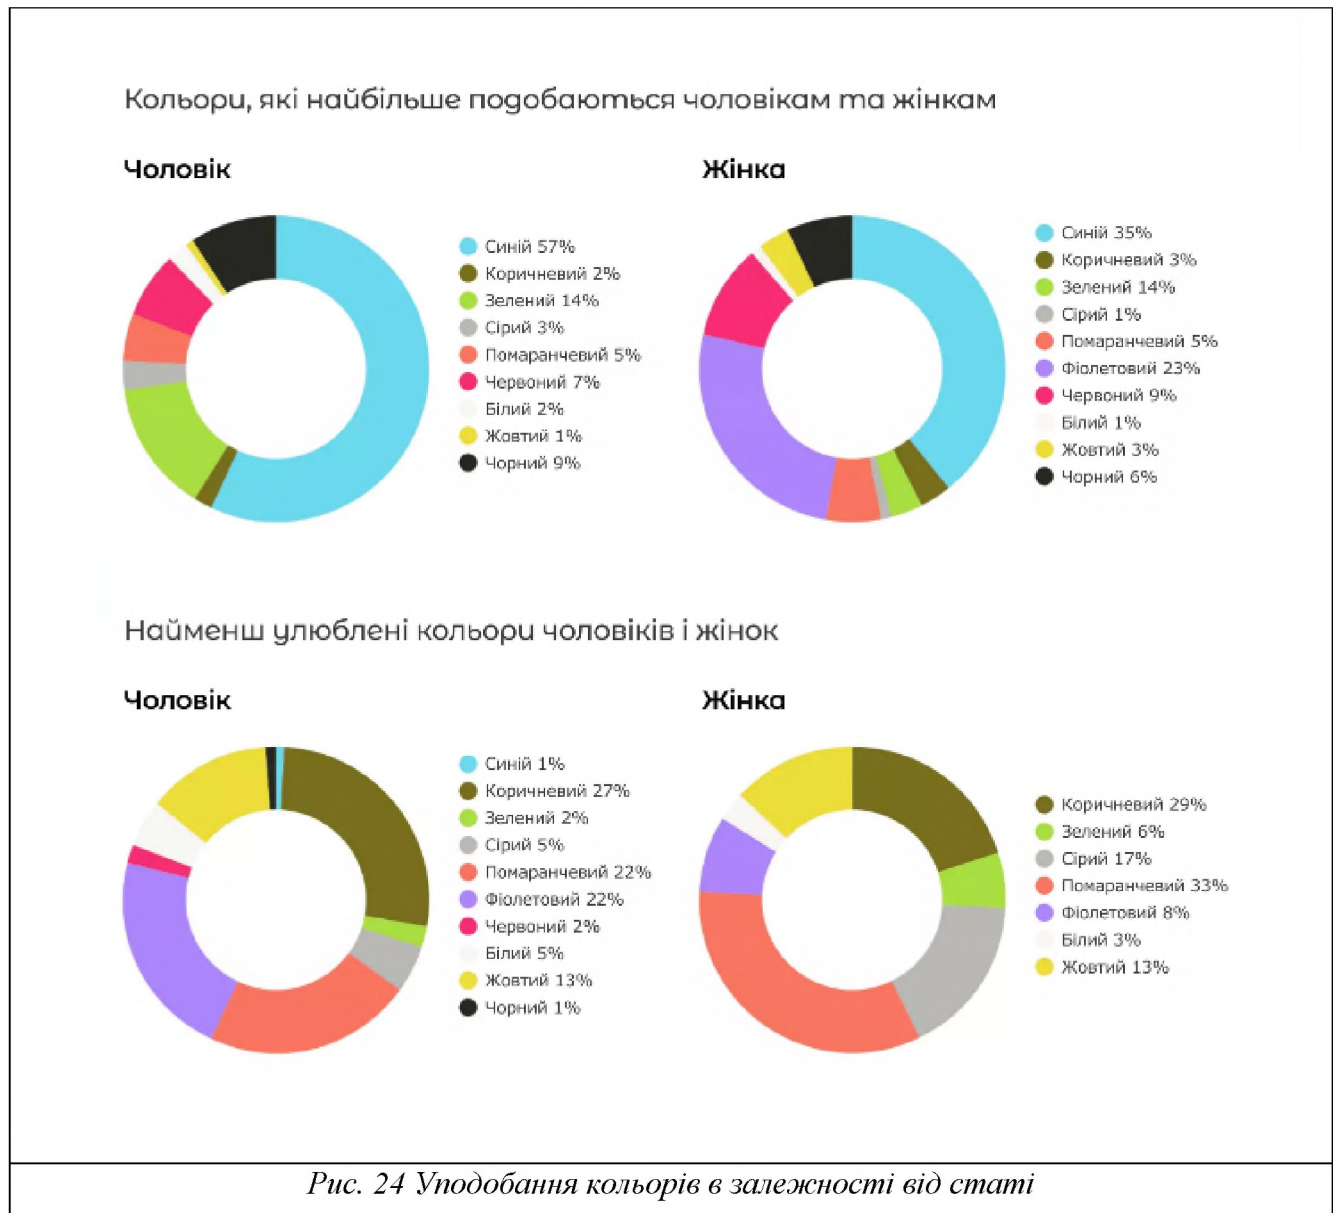 Кольори, які найбільше подобаються чоловікам та жінкам
Чоловік
Синій 57%
Коричневий 2%
Зелений 14%
Сірий 3%
Помаранчевий 5%
Червоний 7%
Білий 2%
Жовтий 1%
Чорний 9%
Жінка
Синій 35%
Коричневий 3%
Зелений 14%
Сірий 1%
Помаранчевий 5%
Фіолетовий 23%
Червоний 9%
Білий 1%
Жовтий 3%
Чорний 6%
Найменш улюблені кольори чоловіків і жінок
Чоловік
Синій 1%
Коричневий 27%
Зелений 2%
Сірий 5%
Помаранчевий 22%
Фіолетовий 22%
Червоний 2%
Білий 5%
Жовтий 13%
Чорний 1%
Жінка
Коричневий 29%
Зелений 6%
Сірий 17%
Помаранчевий 33%
Фіолетовий 8%
Білий 3%
Жовтий 13%
Рис. 24 Уподобання кольорів в залежності від статі